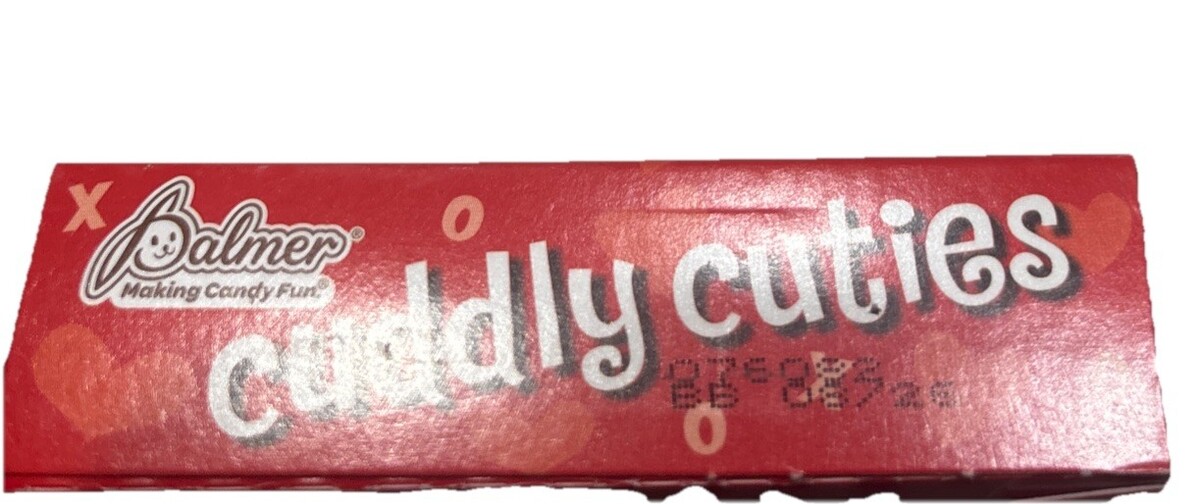 X
O
Palmer®
Making Candy Fun.®
cuddly cuties
O